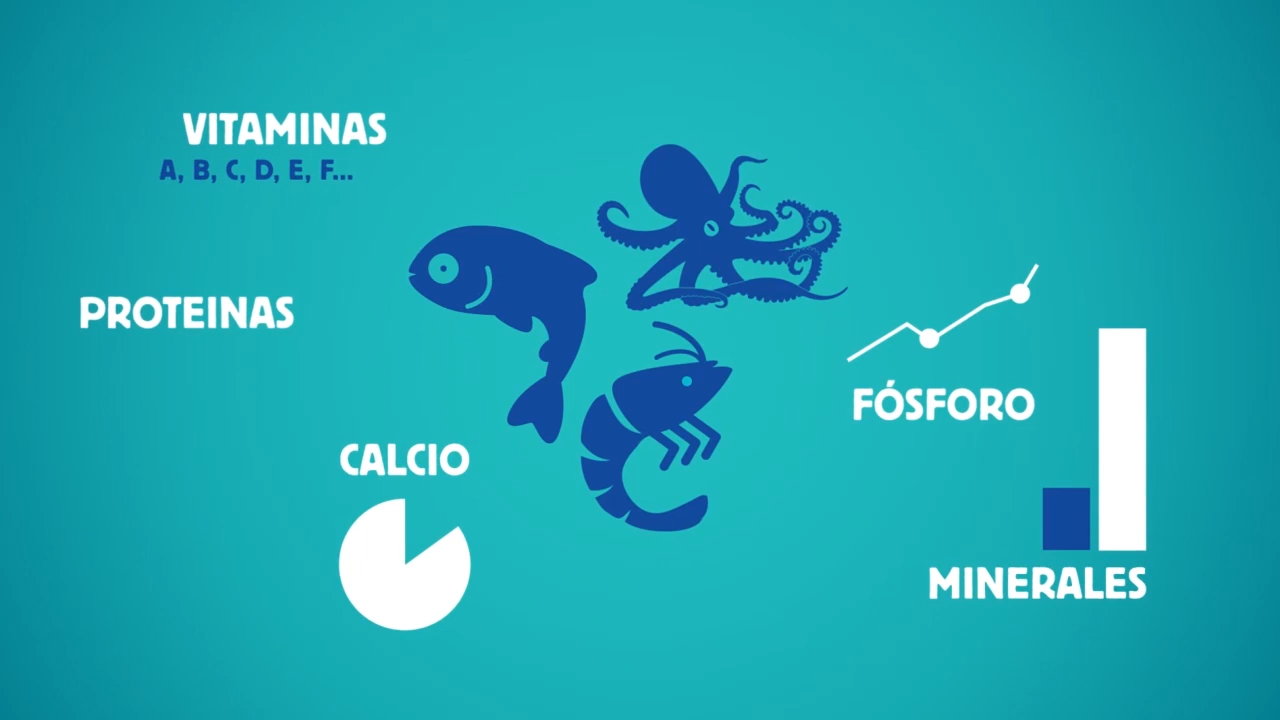 VITAMINAS
A, B, C, D, E, F...
PROTEINAS
FÓSFORO
CALCIO
MINERALES